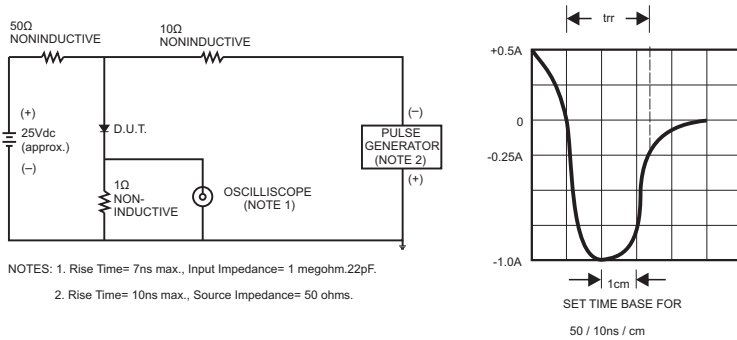 50Ω
NONINDUCTIVE
10Ω
NONINDUCTIVE
(+)
25Vdc
(approx.)
(–)
D.U.T.
1Ω
NON-
INDUCTIVE
OSCILLISCOPE
(NOTE 1)
(–)
PULSE
GENERATOR
(NOTE 2)
(+)
NOTES: 1. Rise Time= 7ns max., Input Impedance= 1 megohm.22pF.
2. Rise Time= 10ns max., Source Impedance= 50 ohms.
trr
+0.5A
0
-0.25A
-1.0A
1cm
SET TIME BASE FOR
50 / 10ns / cm